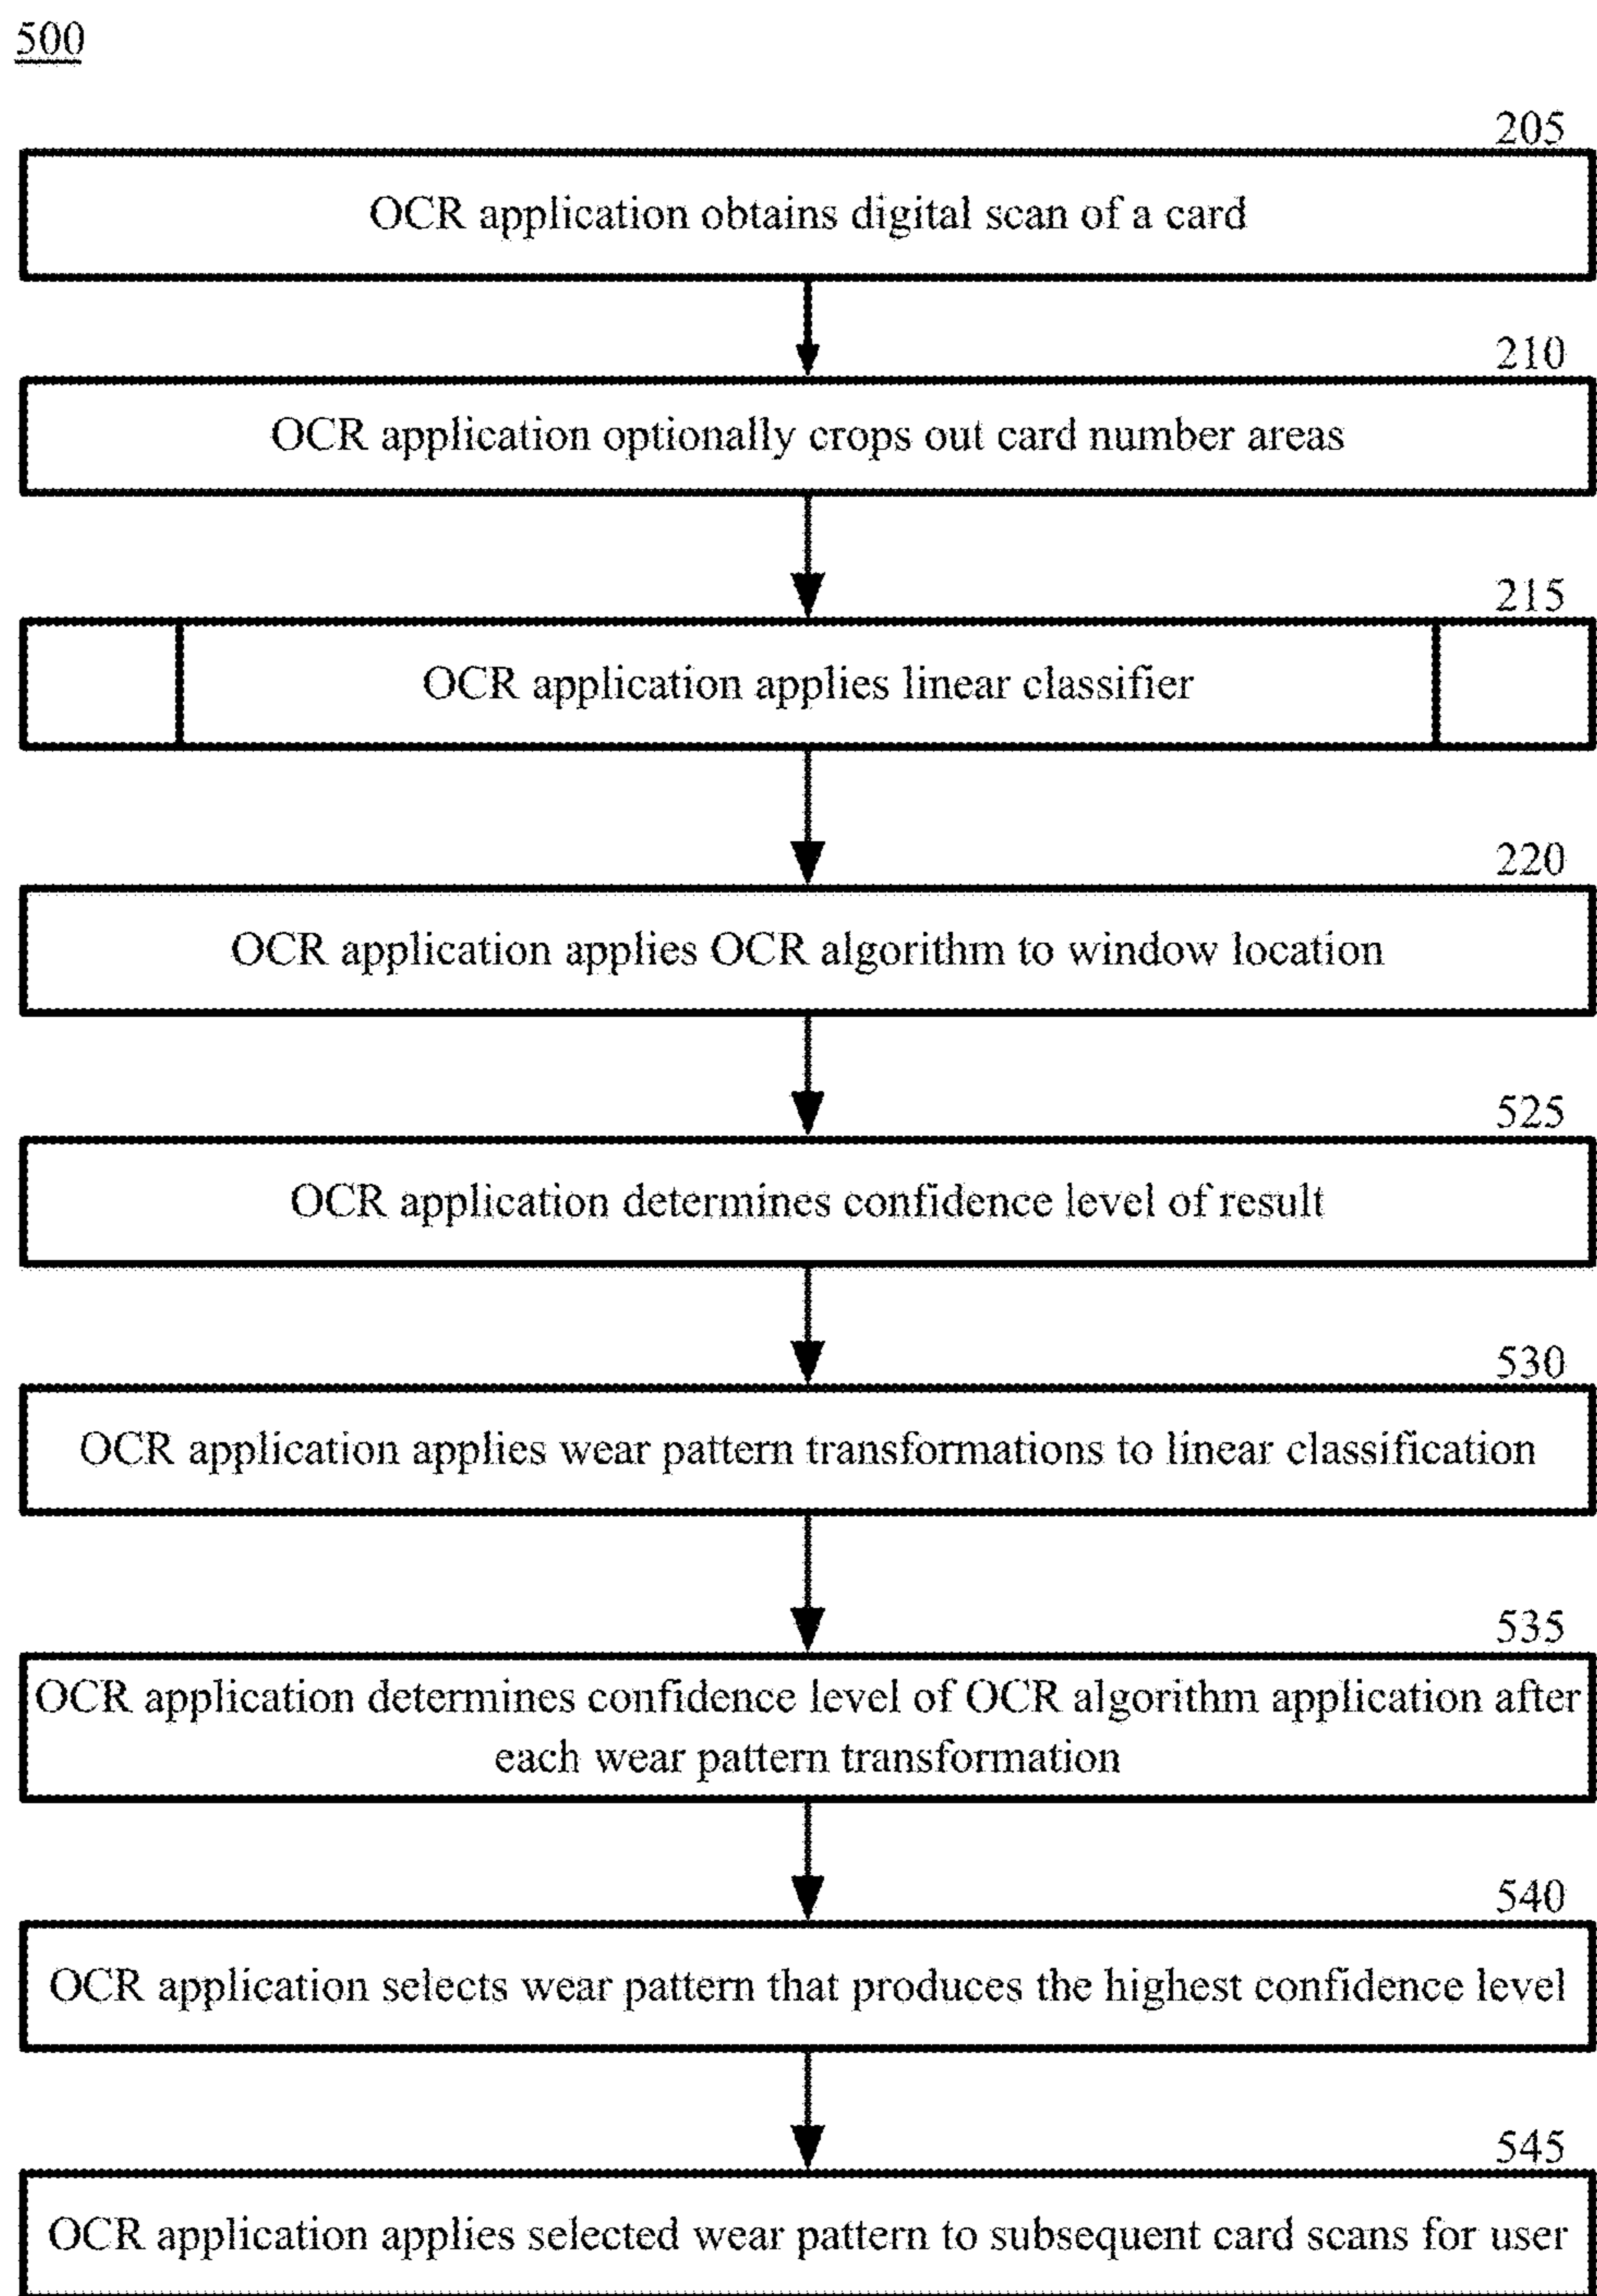 500
205
OCR application obtains digital scan of a card
210
OCR application optionally crops out card number areas
215
OCR application applies linear classifier
220
OCR application applies OCR algorithm to window location
525
OCR application determines confidence level of result
530
OCR application applies wear pattern transformations to linear classification
535
OCR application determines confidence level of OCR algorithm application after
each wear pattern transformation
540
OCR application selects wear pattern that produces the highest confidence level
545
OCR application applies selected wear pattern to subsequent card scans for user